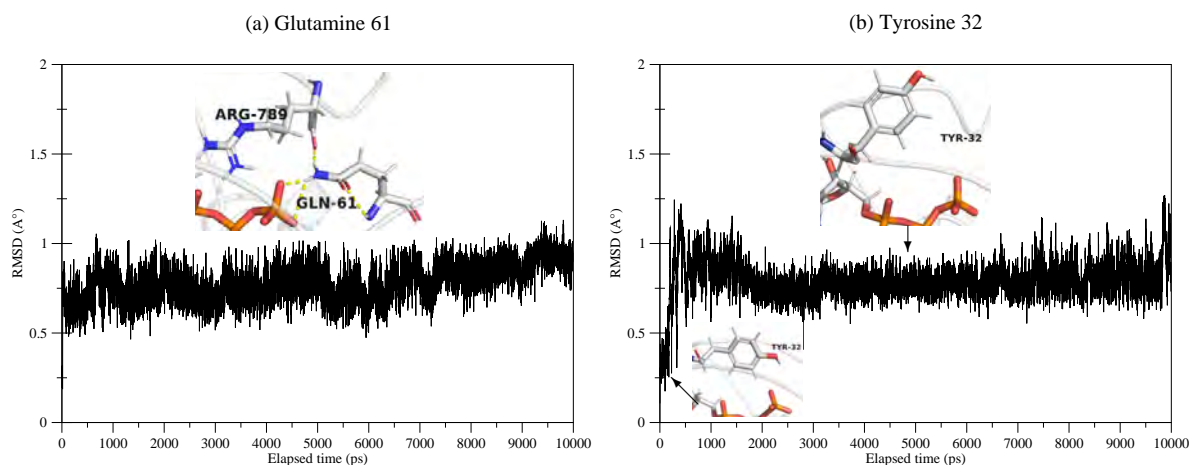 (a) Glutamine 61
2
1.5
1
0.5
0
RMSD (A°)
ARG-789
GLN-61
0 1000 2000 3000 4000 5000 6000 7000 8000 9000 10000
Elapsed time (ps)
(b) Tyrosine 32
2
1.5
1
0.5
0
RMSD (A°)
TYR-32
TYR-32
0 1000 2000 3000 4000 5000 6000 7000 8000 9000 10000
Elapsed time (ps)